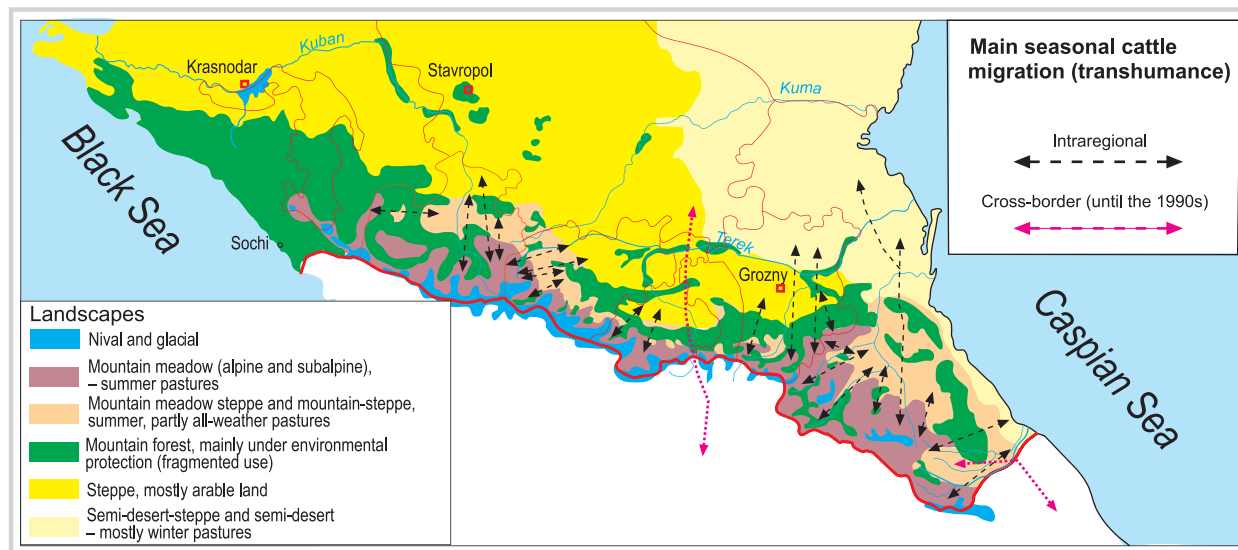 Kuban
Krasnodar
Stavropol
Kuma
Black Sea
Sochi
Terek
Grozny
Caspian Sea
Main seasonal cattle
migration (transhumance)
Intraregional
Cross-border (until the 1990s)
Landscapes
Nival and glacial
Mountain meadow (alpine and subalpine),
– summer pastures
Mountain meadow steppe and mountain-steppe,
summer, partly all-weather pastures
Mountain forest, mainly under environmental
protection (fragmented use)
Steppe, mostly arable land
Semi-desert-steppe and semi-desert
– mostly winter pastures